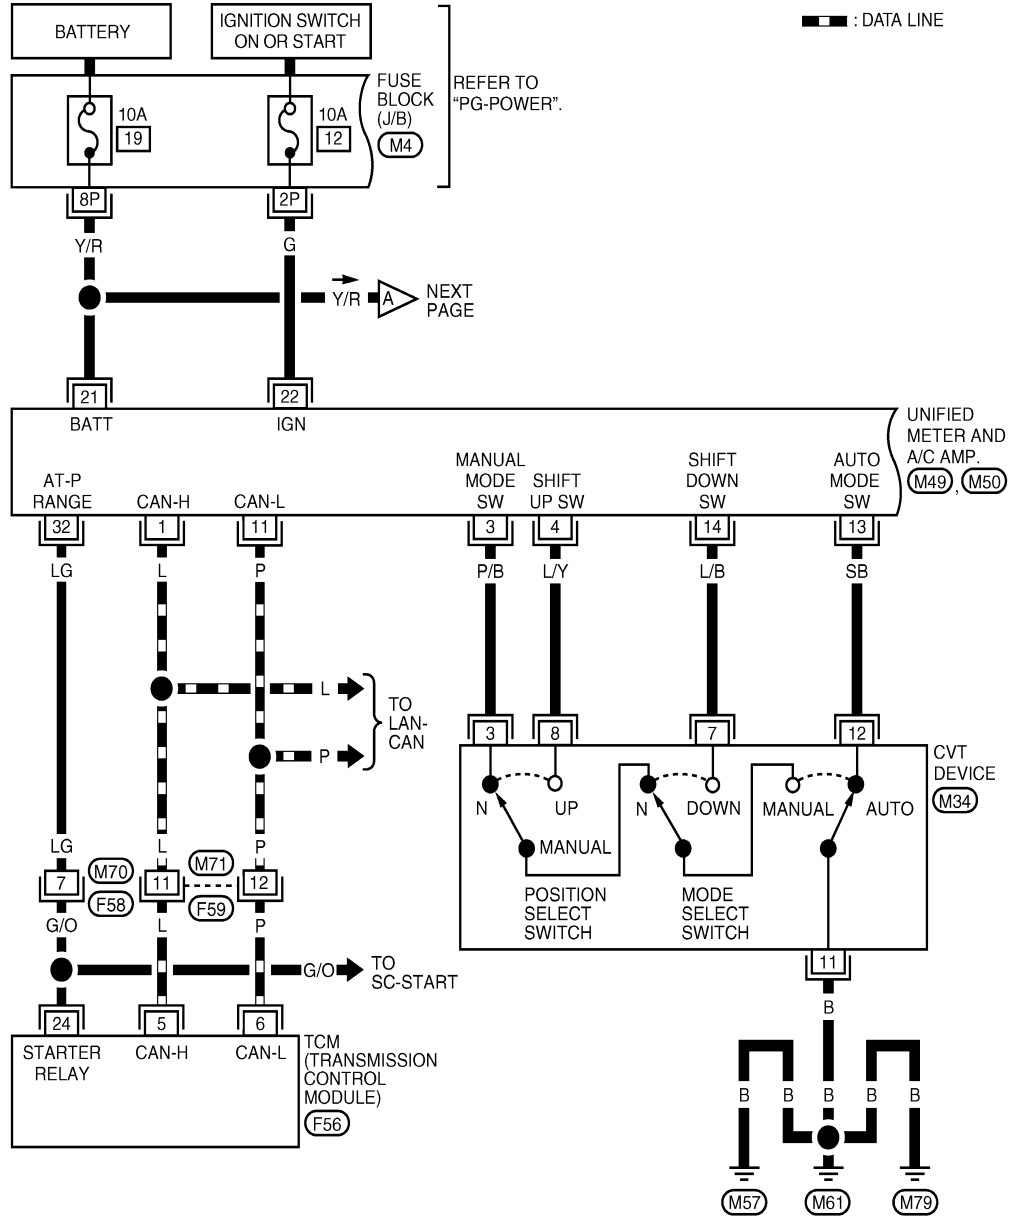 BATTERY
IGNITION SWITCH
ON OR START
: DATA LINE
FUSE
BLOCK
(J/B)
M4
REFER TO
“PG-POWER”.
10A
19
10A
12
8P
2P
Y/R
G
Y/R
A
NEXT
PAGE
21
22
BATT
IGN
UNIFIED
METER AND
A/C AMP.
M49 , M50
AT-P
RANGE
CAN-H
CAN-L
MANUAL
MODE
SW
SHIFT
UP SW
SHIFT
DOWN
SW
AUTO
MODE
SW
32
1
11
3
4
14
13
LG
L
P
P/B
L/Y
L/B
SB
L
P
TO
LAN-
CAN
3
8
7
12
CVT
DEVICE
M34
N
UP
MANUAL
N
DOWN
MANUAL
AUTO
POSITION
SELECT
SWITCH
MODE
SELECT
SWITCH
LG
L
P
7
M70
F58
11
M71
F59
12
G/O
L
P
G/O
TO
SC-START
24
5
6
STARTER
RELAY
CAN-H
CAN-L
TCM
(TRANSMISSION
CONTROL
MODULE)
F56
11
B
B
B
B
B
B
M57
M61
M79